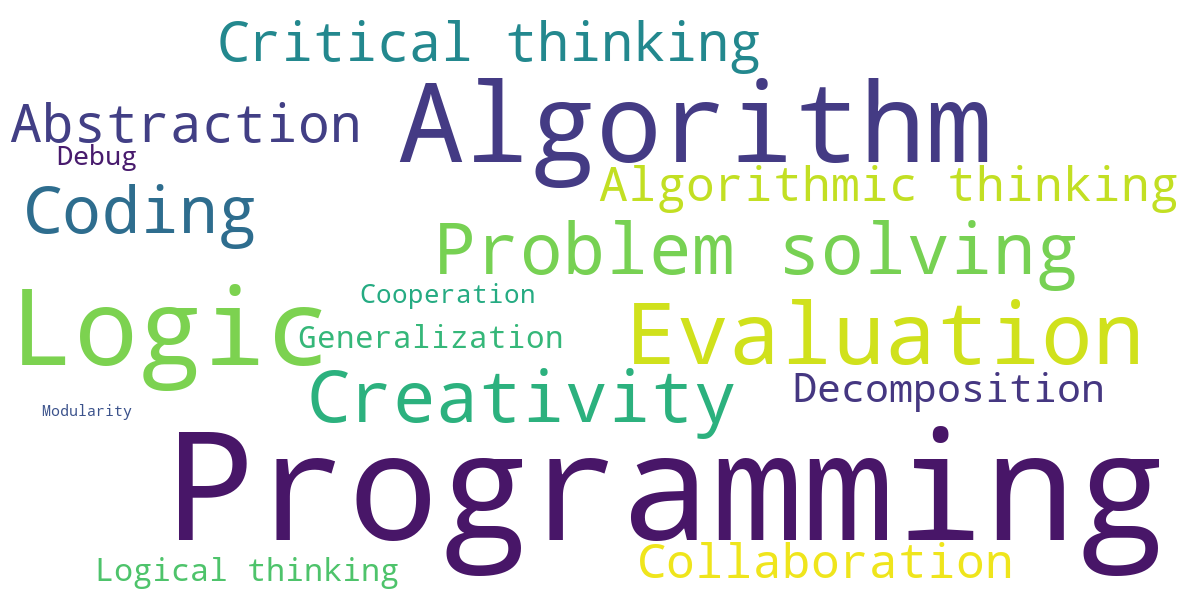 Critical thinking
Algorithm
Abstraction
Debug
Algorithmic thinking
Coding
Problem solving
Cooperation
Logic
Generalization
Evaluation
Creativity
Decomposition
Modularity
Programming
Logical thinking
Collaboration